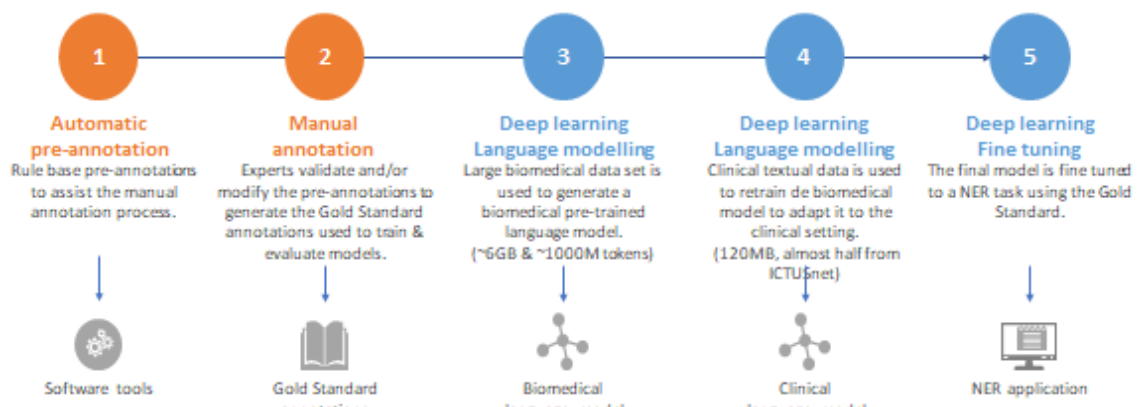 1
2
3
4
5
Automatic
pre-annotation
Rule base pre-annotations
to assist the manual
annotation process.
Manual
annotation
Experts validate and/or
modify the pre-annotations to
generate the Gold Standard
annotations used to train &
evaluate models.
Deep learning
Language modelling
Large biomedical data set is
used to generate a
biomedical pre-trained
language model.
(~6GB & ~1000M tokens)
Deep learning
Language modelling
Clinical textual data is used
to retrain de biomedical
model to adapt it to the
clinical setting.
(120MB, almost half from
ICTUSnet)
Deep learning
Fine tuning
The final model is fine tuned
to a NER task using the Gold
Standard.
Software tools
Gold Standard
Biomedical
Clinical
NER application